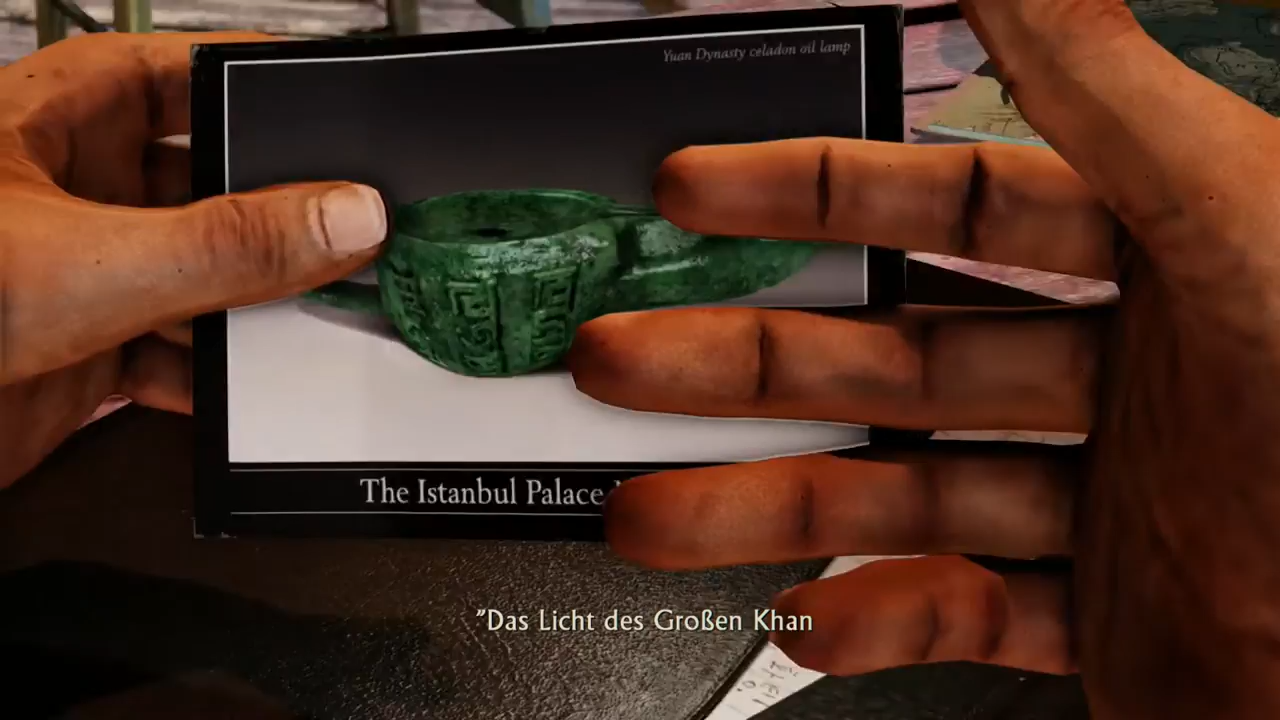 Yuan Dynasty celadon oil lamp
The Istanbul Palace
"Das Licht des Großen Khan